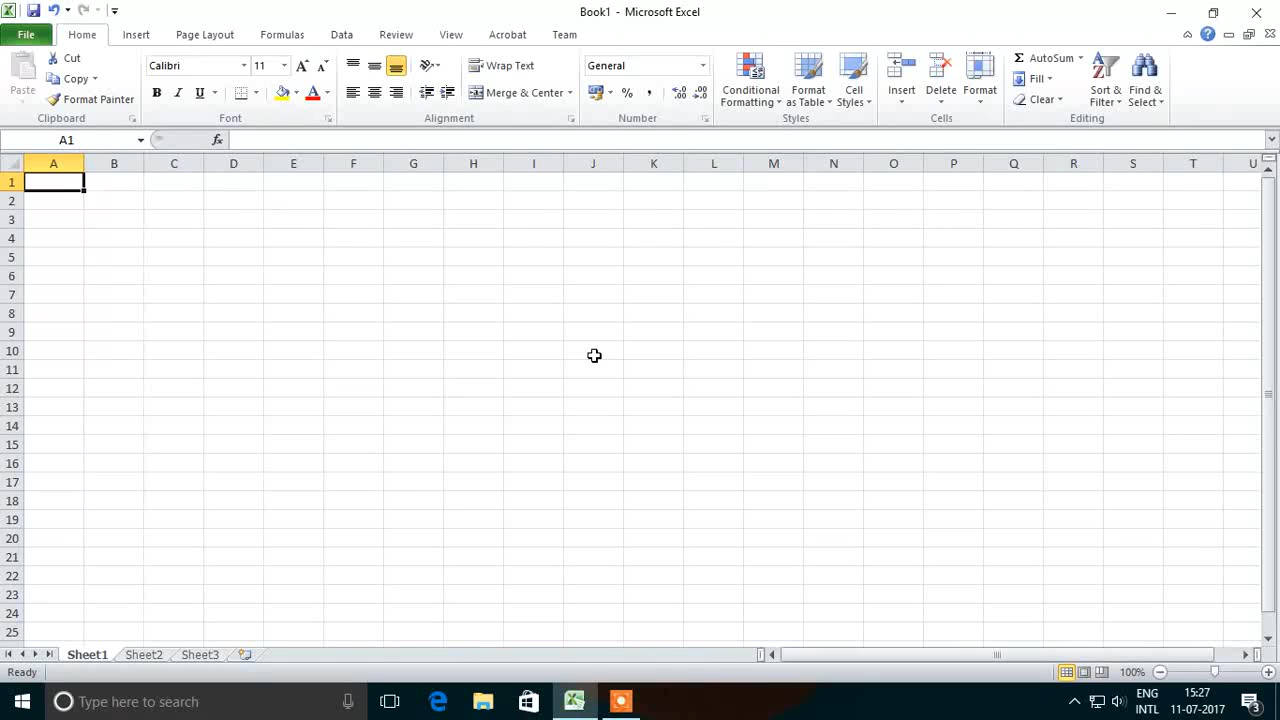 Book1 - Microsoft Excel
File Home Insert Page Layout Formulas Data Review View Acrobat Team
Paste
Cut
Copy
Format Painter
Clipboard
Calibri 11
B I U
Font
Wrap Text
Merge & Center
Alignment
General
% , .0 .00 .00 .0
Number
Conditional Formatting
Format as Table
Cell Styles
Styles
Insert Delete Format
Cells
Σ AutoSum
Fill
Clear
Sort & Filter
Find & Select
Editing
A1 fx
A B C D E F G H I J K L M N O P Q R S T U
1
2
3
4
5
6
7
8
9
10
11
12
13
14
15
16
17
18
19
20
21
22
23
24
25
Sheet1 Sheet2 Sheet3
Ready 100%
Type here to search
ENG
INTL
15:27
11-07-2017
3